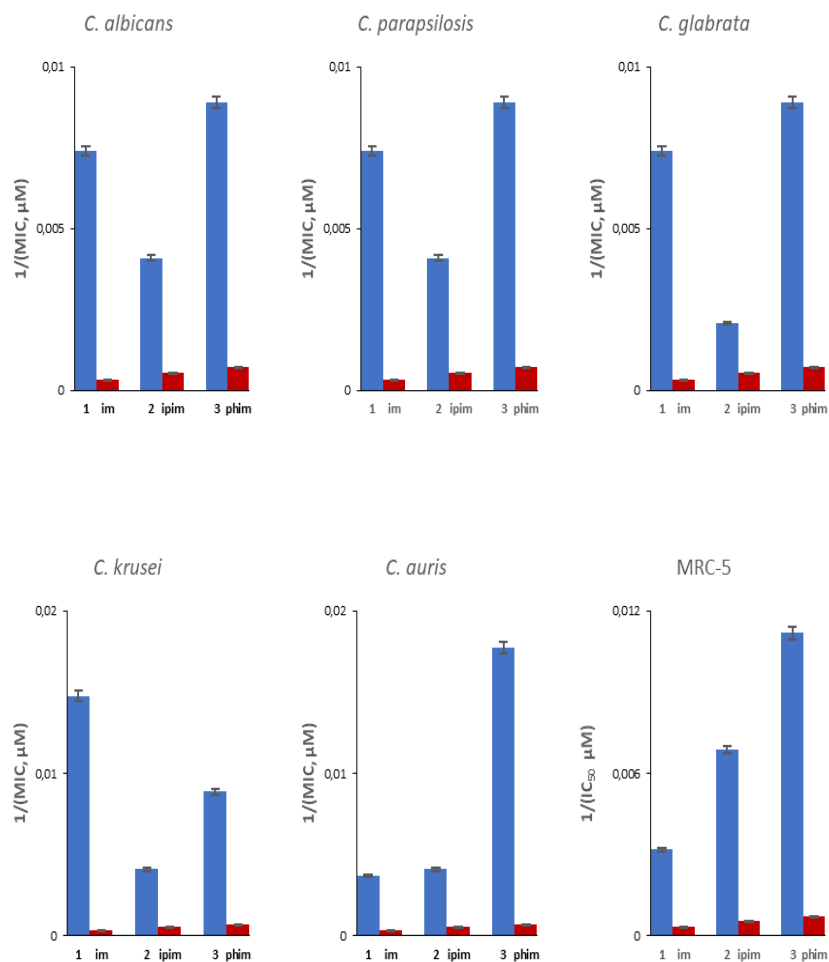 C. albicans
C. parapsilosis
C. glabrata
0,01
0,005
0
1/(MIC, µM)
1 im 2 ipim 3 phim
0,01
0,005
0
1/(MIC, µM)
1 im 2 ipim 3 phim
0,01
0,005
0
1/(MIC, µM)
1 im 2 ipim 3 phim
C. krusei
C. auris
MRC-5
0,02
0,01
0
1/(MIC, µM)
1 im 2 ipim 3 phim
0,02
0,01
0
1/(MIC, µM)
1 im 2 ipim 3 phim
0,012
0,006
0
1/(IC₅₀ µM)
1 im 2 ipim 3 phim